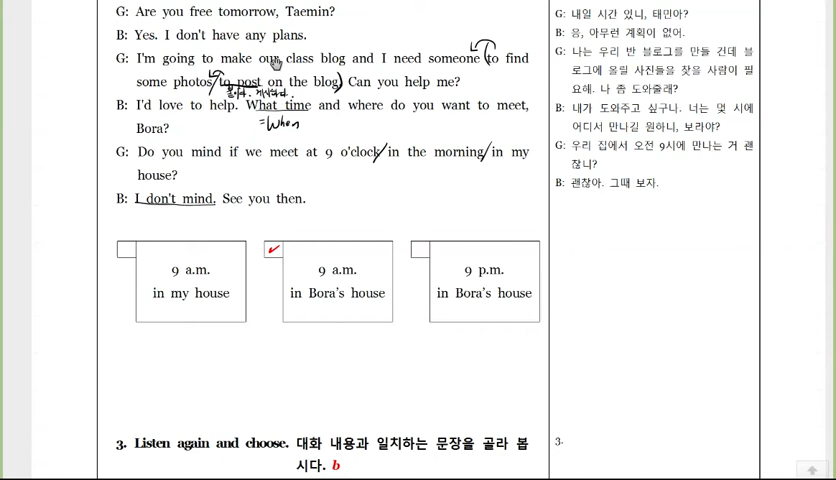 G: Are you free tomorrow, Taemin?
B: Yes. I don't have any plans.
G: I'm going to make our class blog and I need someone to find
some photos/to post on the blog) Can you help me?
붙이다. 게시하다.
B: I'd love to help. What time and where do you want to meet,
=When
Bora?
G: Do you mind if we meet at 9 o'clock/in the morning/in my
house?
B: I don't mind. See you then.
9 a.m.
in my house
✓
9 a.m.
in Bora's house
9 p.m.
in Bora's house
3. Listen again and choose. 대화 내용과 일치하는 문장을 골라 봅
시다. b
G: 내일 시간 있니, 태민아?
B: 응, 아무런 계획이 없어.
G: 나는 우리 반 블로그를 만들 건데 블
로그에 올릴 사진들을 찾을 사람이 필
요해. 나 좀 도와줄래?
B: 내가 도와주고 싶구나. 너는 몇 시에
어디서 만나길 원하니, 보라야?
G: 우리 집에서 오전 9시에 만나는 거 괜
찮니?
B: 괜찮아. 그때 보자.
3.